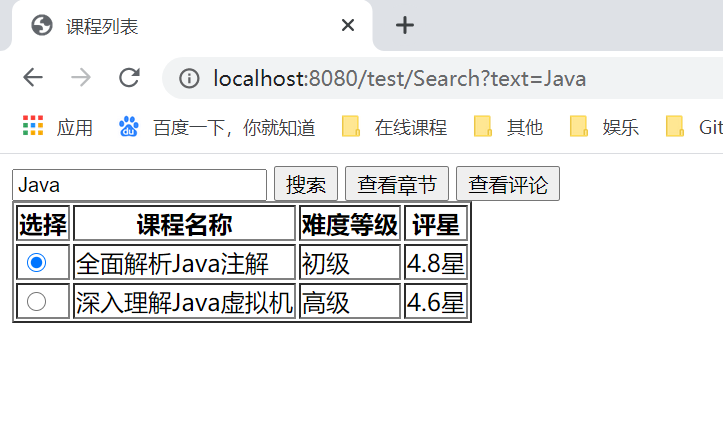 课程列表
localhost:8080/test/Search?text=Java
应用 百度一下，你就知道 在线课程 其他 娱乐 Git
Java 搜索 查看章节 查看评论
选择 课程名称 难度等级 评星
全面解析Java注解 初级 4.8星
深入理解Java虚拟机 高级 4.6星